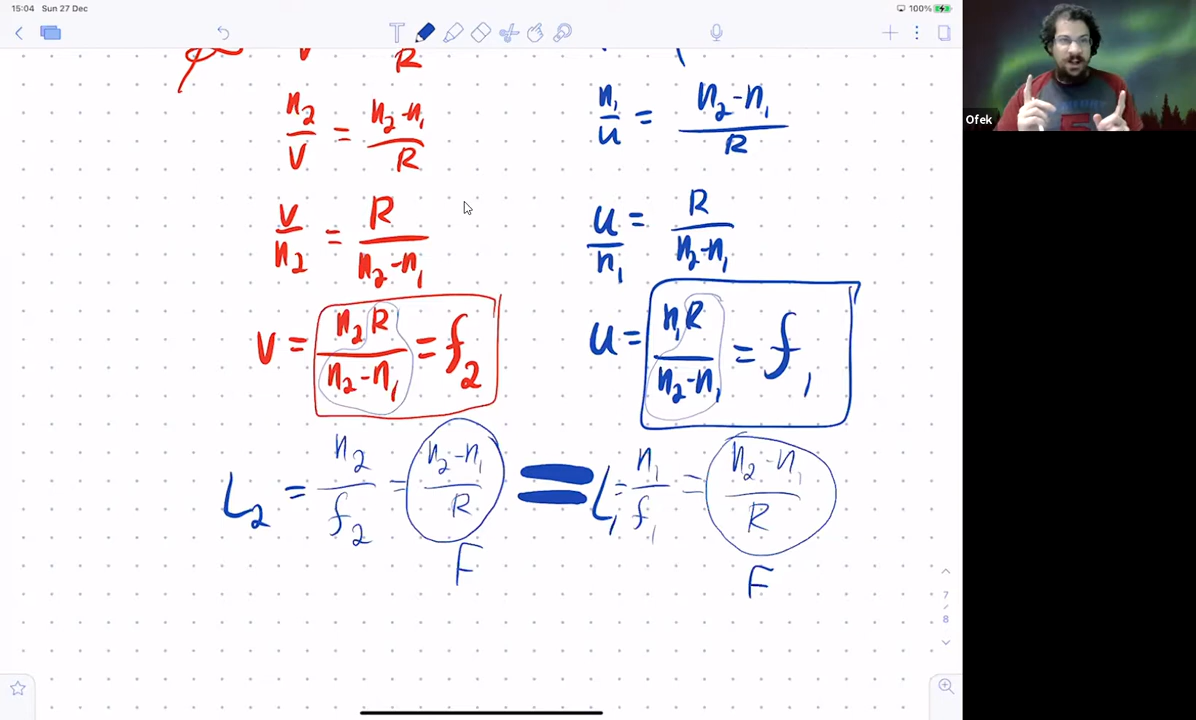 15:04 Sun 27 Dec
100%
T
R
n₂/v = (n₂-n₁)/R
n₁/u = (n₂-n₁)/R
v/n₂ = R/(n₂-n₁)
u/n₁ = R/(n₂-n₁)
v = n₂R/(n₂-n₁) = f₂
u = n₁R/(n₂-n₁) = f₁
L₂ = n₂/f₂ = (n₂-n₁)/R = L₁ = n₁/f₁ = (n₂-n₁)/R
F
F
7
/
8
Ofek